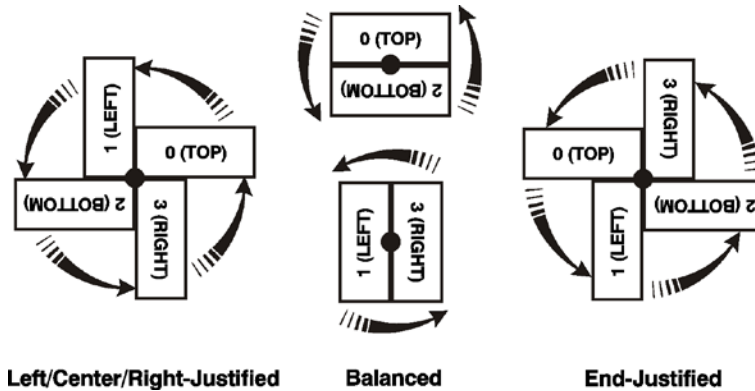 1 (LEFT)
0 (TOP)
2 (BOTTOM)
3 (RIGHT)
0 (TOP)
2 (BOTTOM)
1 (LEFT)
3 (RIGHT)
3 (RIGHT)
0 (TOP)
2 (BOTTOM)
1 (LEFT)
Left/Center/Right-Justified
Balanced
End-Justified